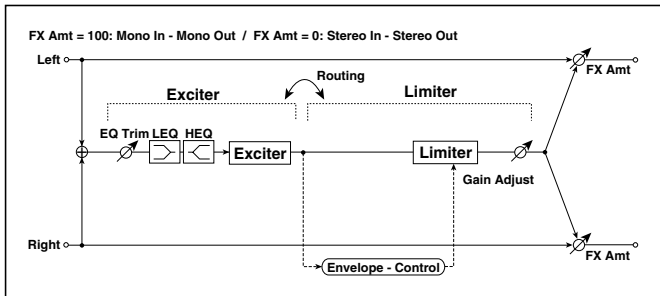 FX Amt = 100: Mono In - Mono Out / FX Amt = 0: Stereo In - Stereo Out
Left
FX Amt
Routing
Exciter
Limiter
EQ Trim LEQ HEQ
Exciter
Limiter
Gain Adjust
Right
FX Amt
Envelope - Control